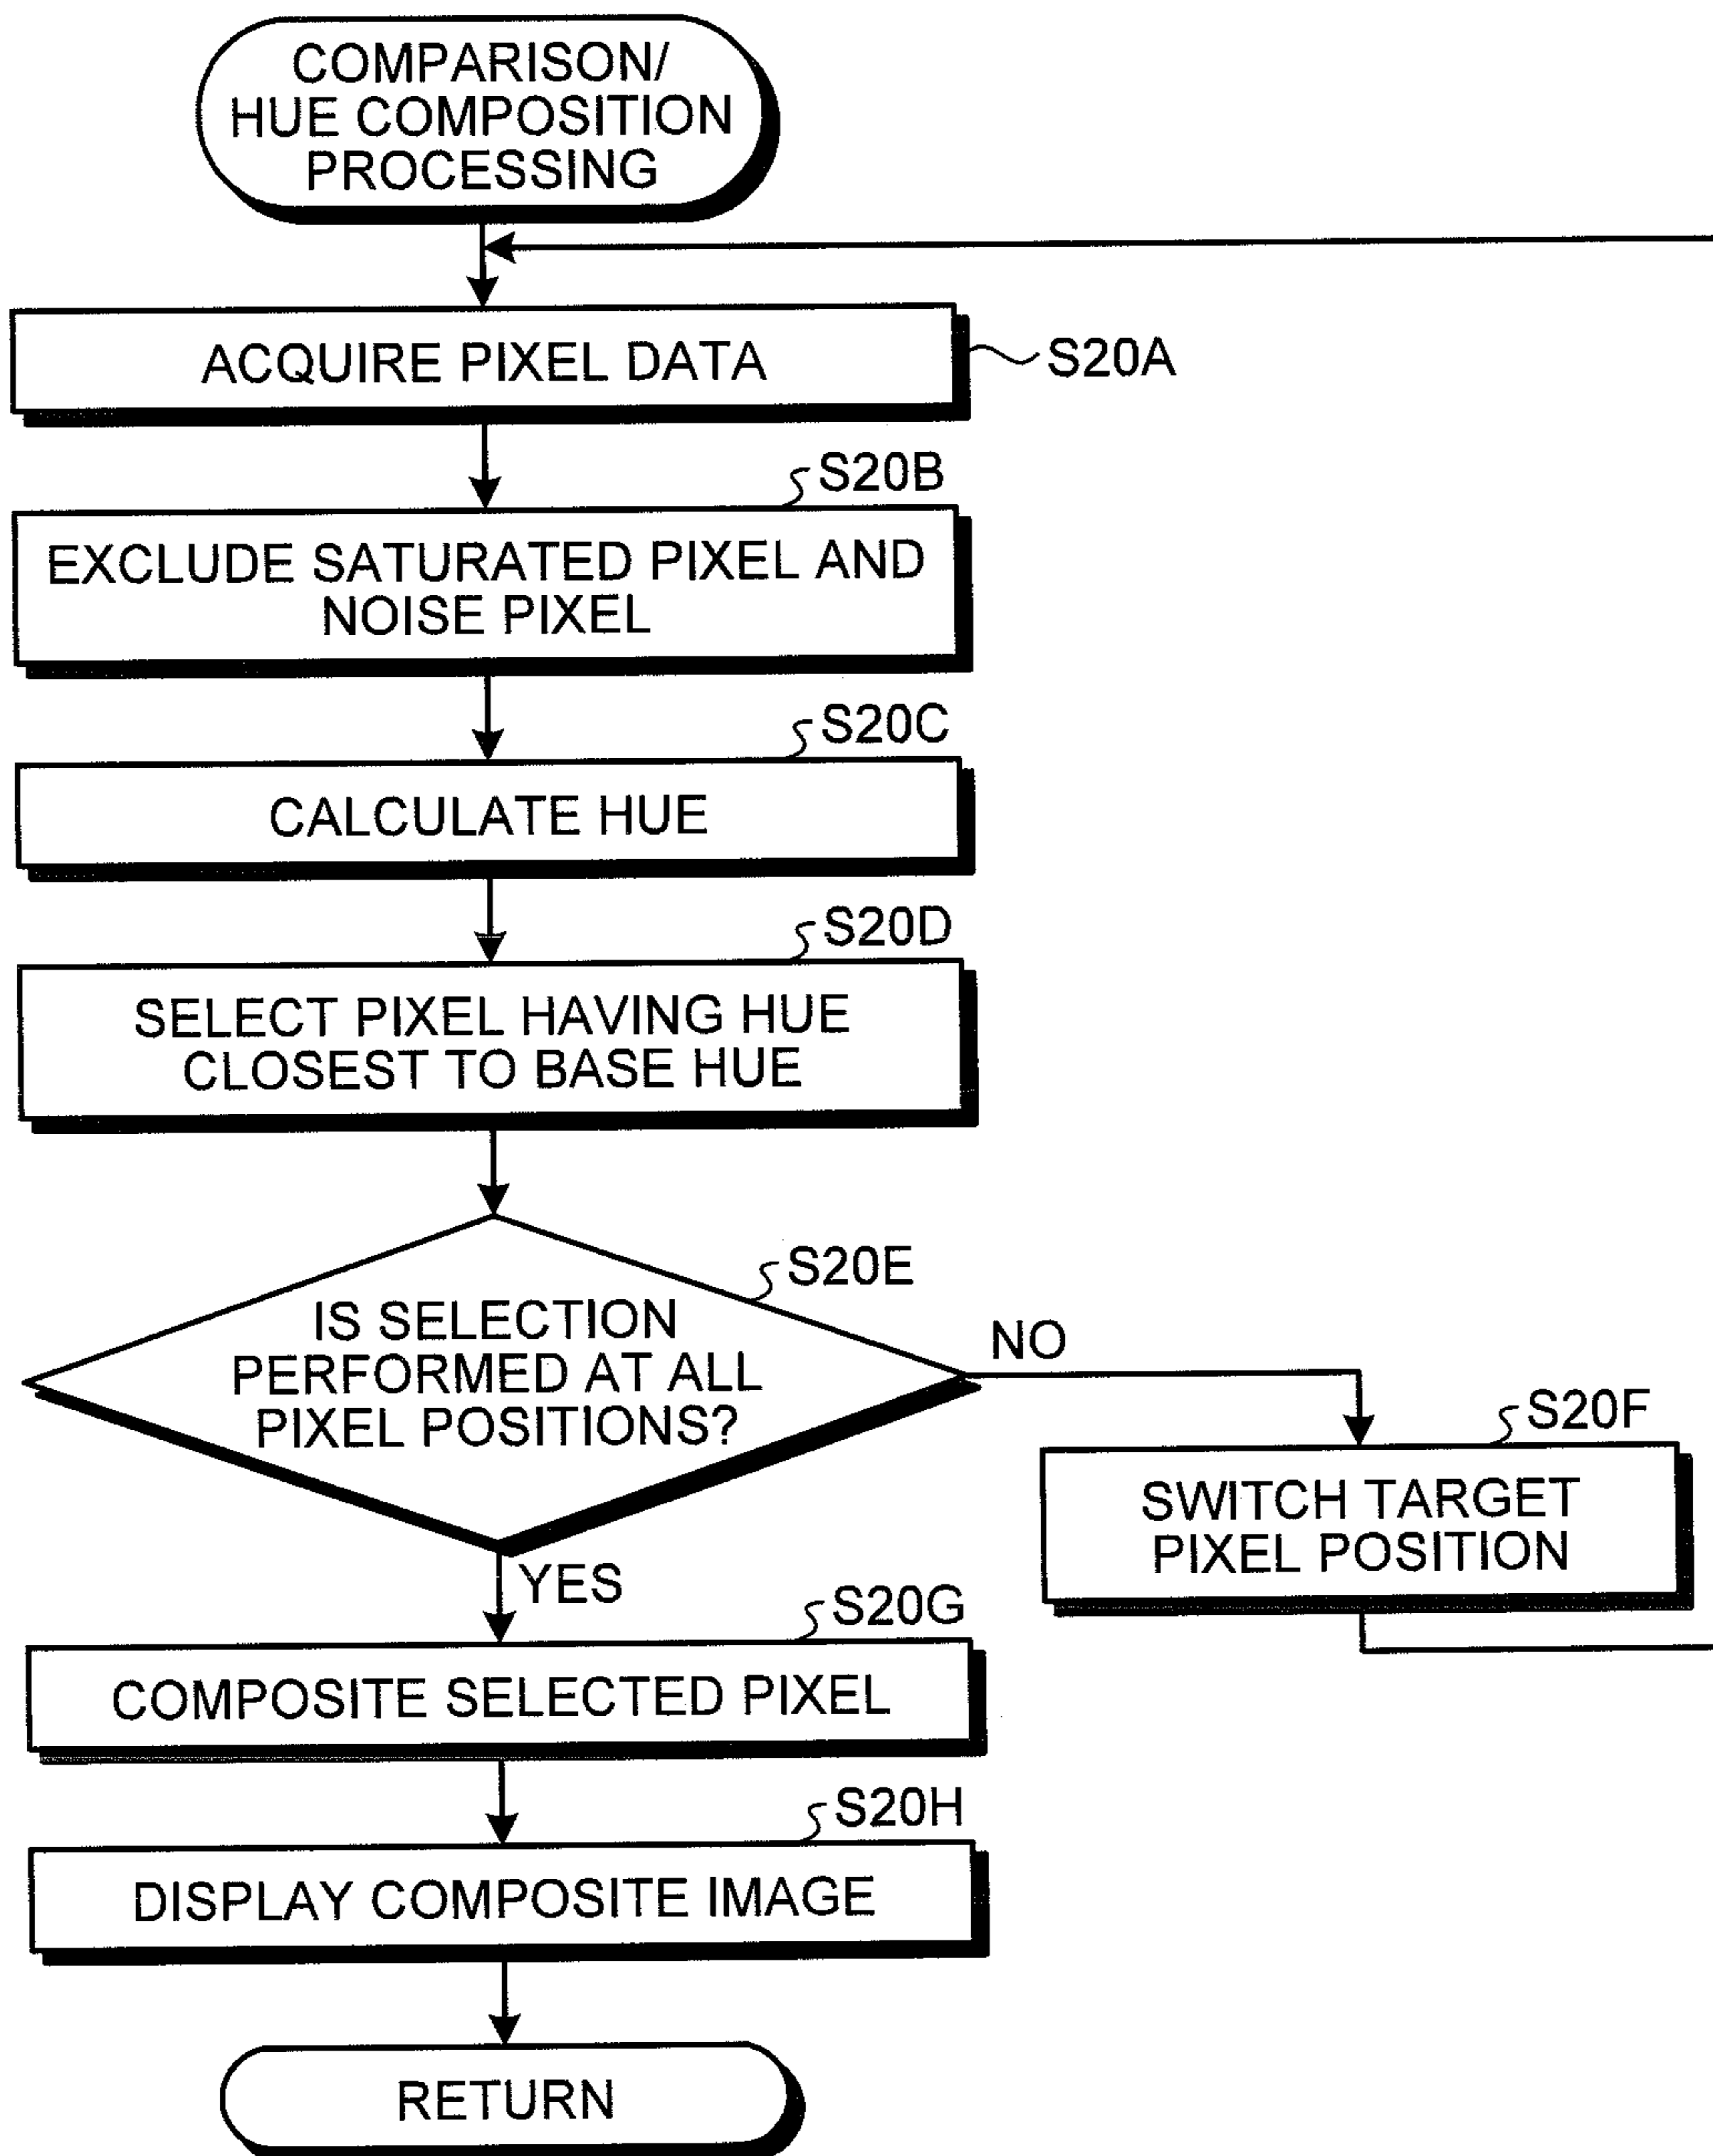 COMPARISON/
HUE COMPOSITION
PROCESSING
ACQUIRE PIXEL DATA
S20A
S20B
EXCLUDE SATURATED PIXEL AND
NOISE PIXEL
S20C
CALCULATE HUE
S20D
SELECT PIXEL HAVING HUE
CLOSEST TO BASE HUE
S20E
IS SELECTION
PERFORMED AT ALL
PIXEL POSITIONS?
NO
S20F
SWITCH TARGET
PIXEL POSITION
YES
S20G
COMPOSITE SELECTED PIXEL
S20H
DISPLAY COMPOSITE IMAGE
RETURN